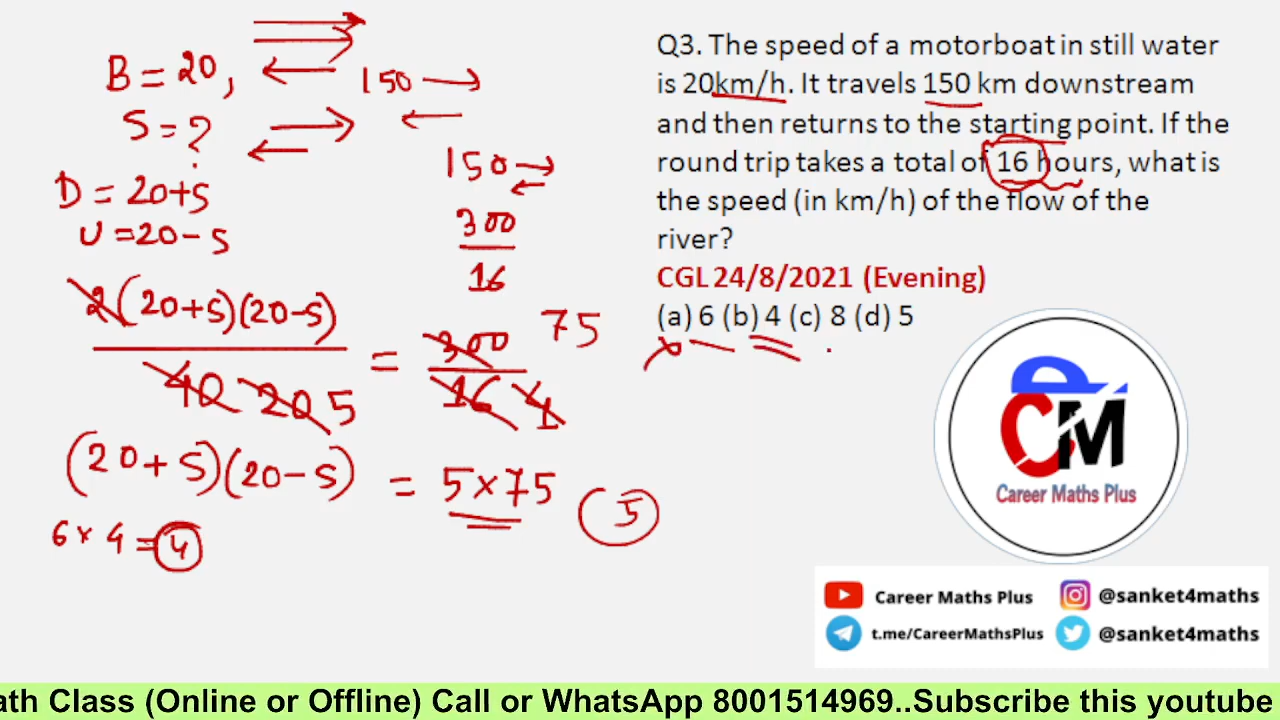 B = 20,
S = ?
150
150
D = 20+S
U = 20-S
300
16
2(20+S)(20-S)
40 20 5
=
300 75
16 4 1
(20+S)(20-S) = 5×75
5
6×4=4
Q3. The speed of a motorboat in still water
is 20km/h. It travels 150 km downstream
and then returns to the starting point. If the
round trip takes a total of 16 hours, what is
the speed (in km/h) of the flow of the
river?
CGL 24/8/2021 (Evening)
(a) 6 (b) 4 (c) 8 (d) 5
e
CM
Career Maths Plus
Career Maths Plus @sanket4maths
t.me/CareerMathsPlus @sanket4maths
ath Class (Online or Offline) Call or WhatsApp 8001514969..Subscribe this youtube